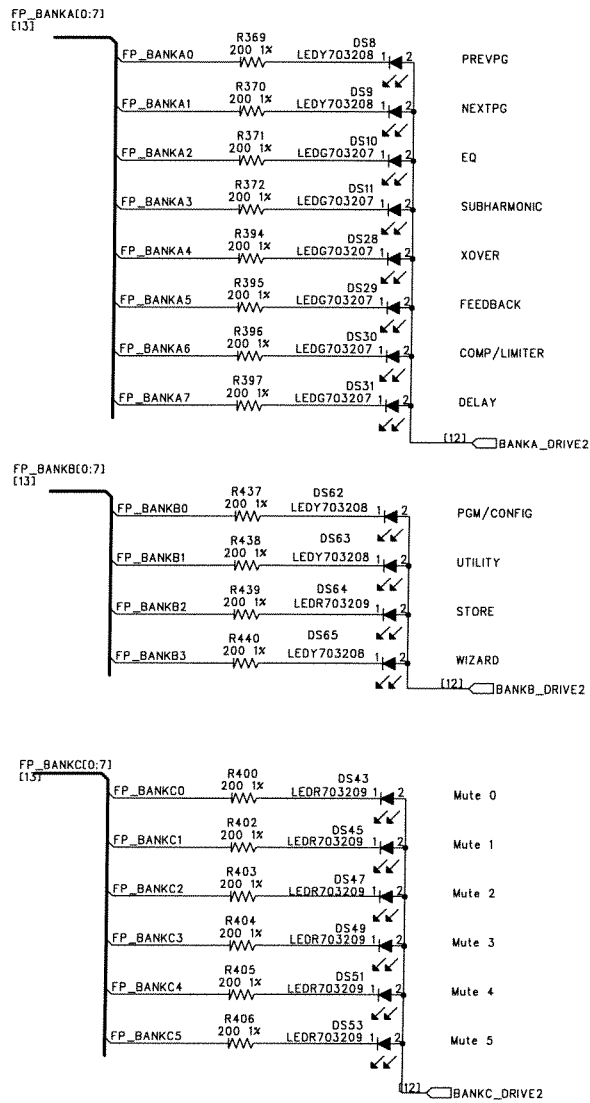 FP_BANKA[0:7]
[13]
R369
DS8
FP_BANKA0 200 1% LEDY703208 1 2 PREVPG
R370
DS9
FP_BANKA1 200 1% LEDY703208 1 2 NEXTPG
R371
DS10
FP_BANKA2 200 1% LEDG703207 1 2 EQ
R372
DS11
FP_BANKA3 200 1% LEDG703207 1 2 SUBHARMONIC
R394
DS28
FP_BANKA4 200 1% LEDG703207 1 2 XOVER
R395
DS29
FP_BANKA5 200 1% LEDG703207 1 2 FEEDBACK
R396
DS30
FP_BANKA6 200 1% LEDG703207 1 2 COMP/LIMITER
R397
DS31
FP_BANKA7 200 1% LEDG703207 1 2 DELAY
[12] BANKA_DRIVE2
FP_BANKB[0:7]
[13]
R437 DS62
FP_BANKB0 200 1% LEDY703208 1 2 PGM/CONFIG
R438 DS63
FP_BANKB1 200 1% LEDY703208 1 2 UTILITY
R439 DS64
FP_BANKB2 200 1% LEDR703209 1 2 STORE
R440 DS65
FP_BANKB3 200 1% LEDY703208 1 2 WIZARD
[12] BANKB_DRIVE2
FP_BANKC[0:7]
[13]
R400 DS43
FP_BANKC0 200 1% LEDR703209 1 2 Mute 0
R402 DS45
FP_BANKC1 200 1% LEDR703209 1 2 Mute 1
R403 DS47
FP_BANKC2 200 1% LEDR703209 1 2 Mute 2
R404 DS49
FP_BANKC3 200 1% LEDR703209 1 2 Mute 3
R405 DS51
FP_BANKC4 200 1% LEDR703209 1 2 Mute 4
R406 DS53
FP_BANKC5 200 1% LEDR703209 1 2 Mute 5
[12] BANKC_DRIVE2